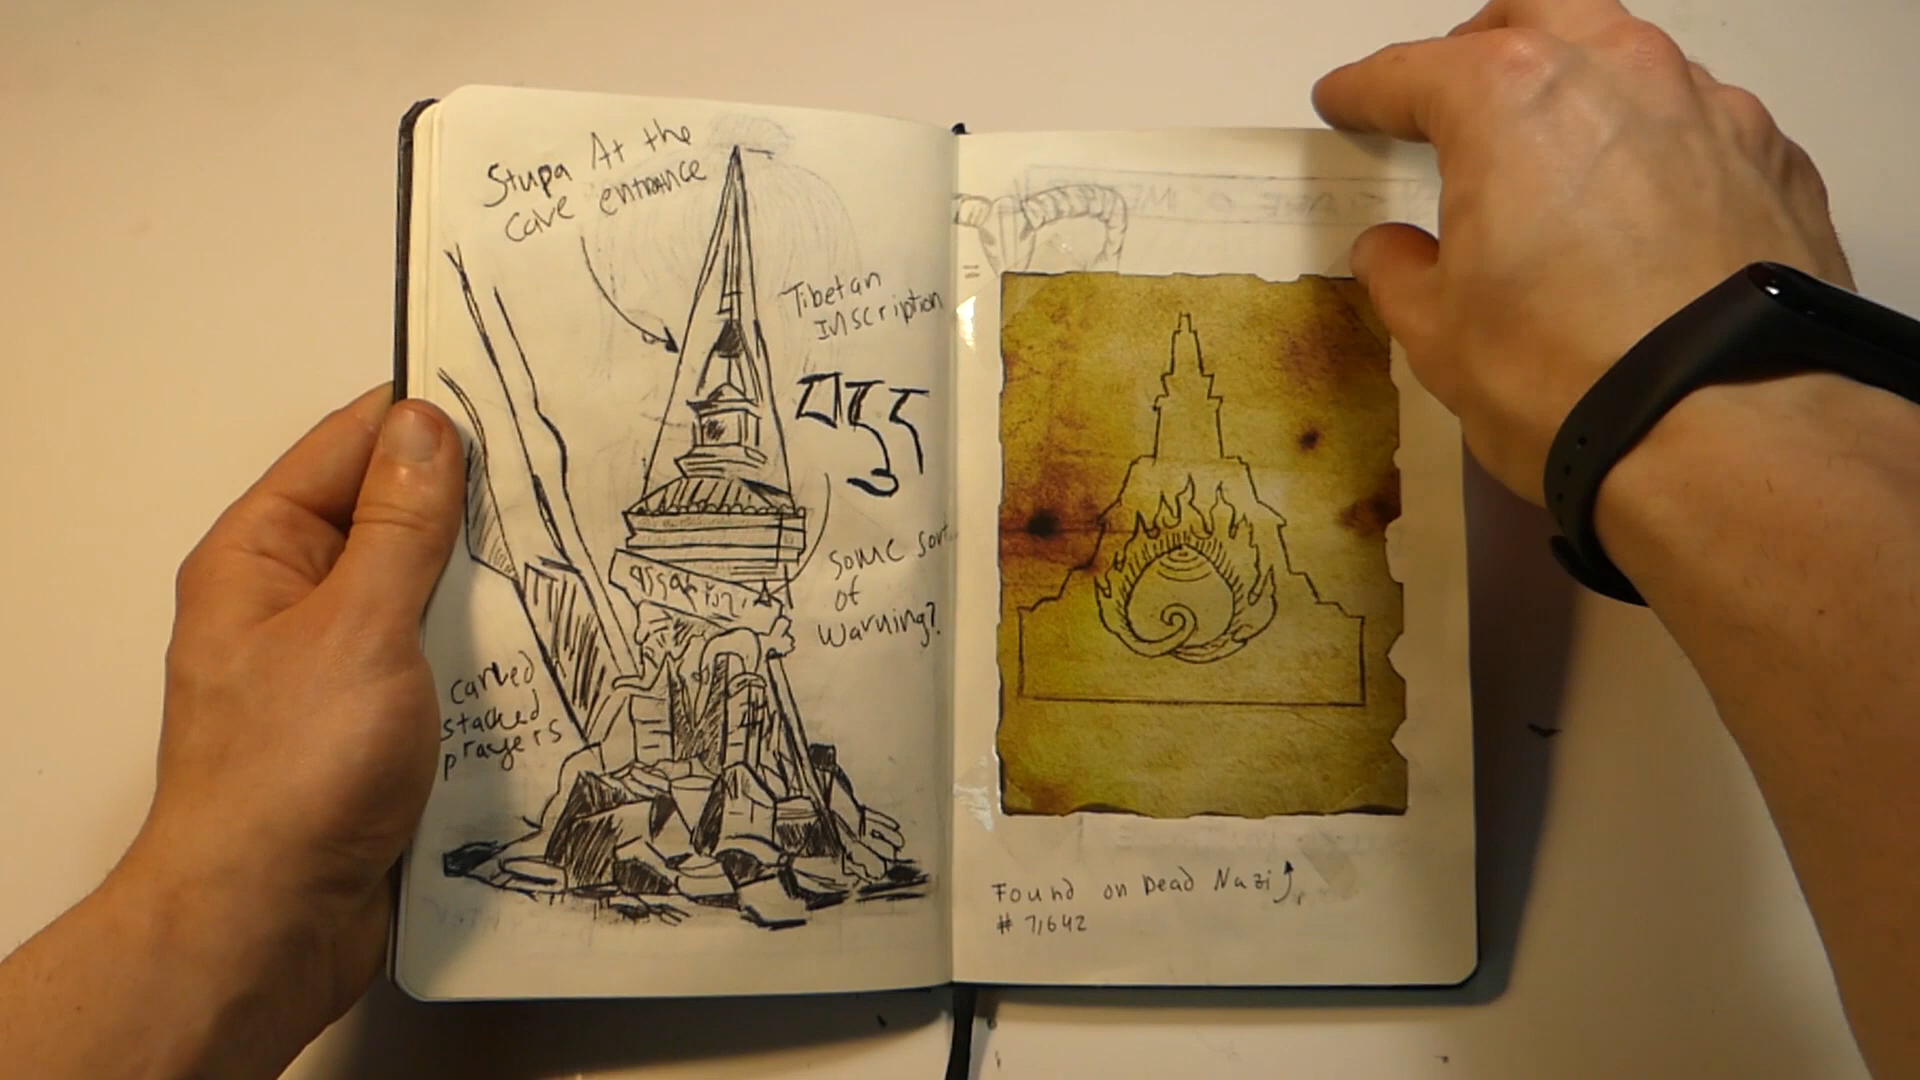 Stupa At the
cave entrance
Tibetan
Inscription
Some sort
of
Warning?
carved
stacked
prayers
Found on Dead Nazi
# 71642